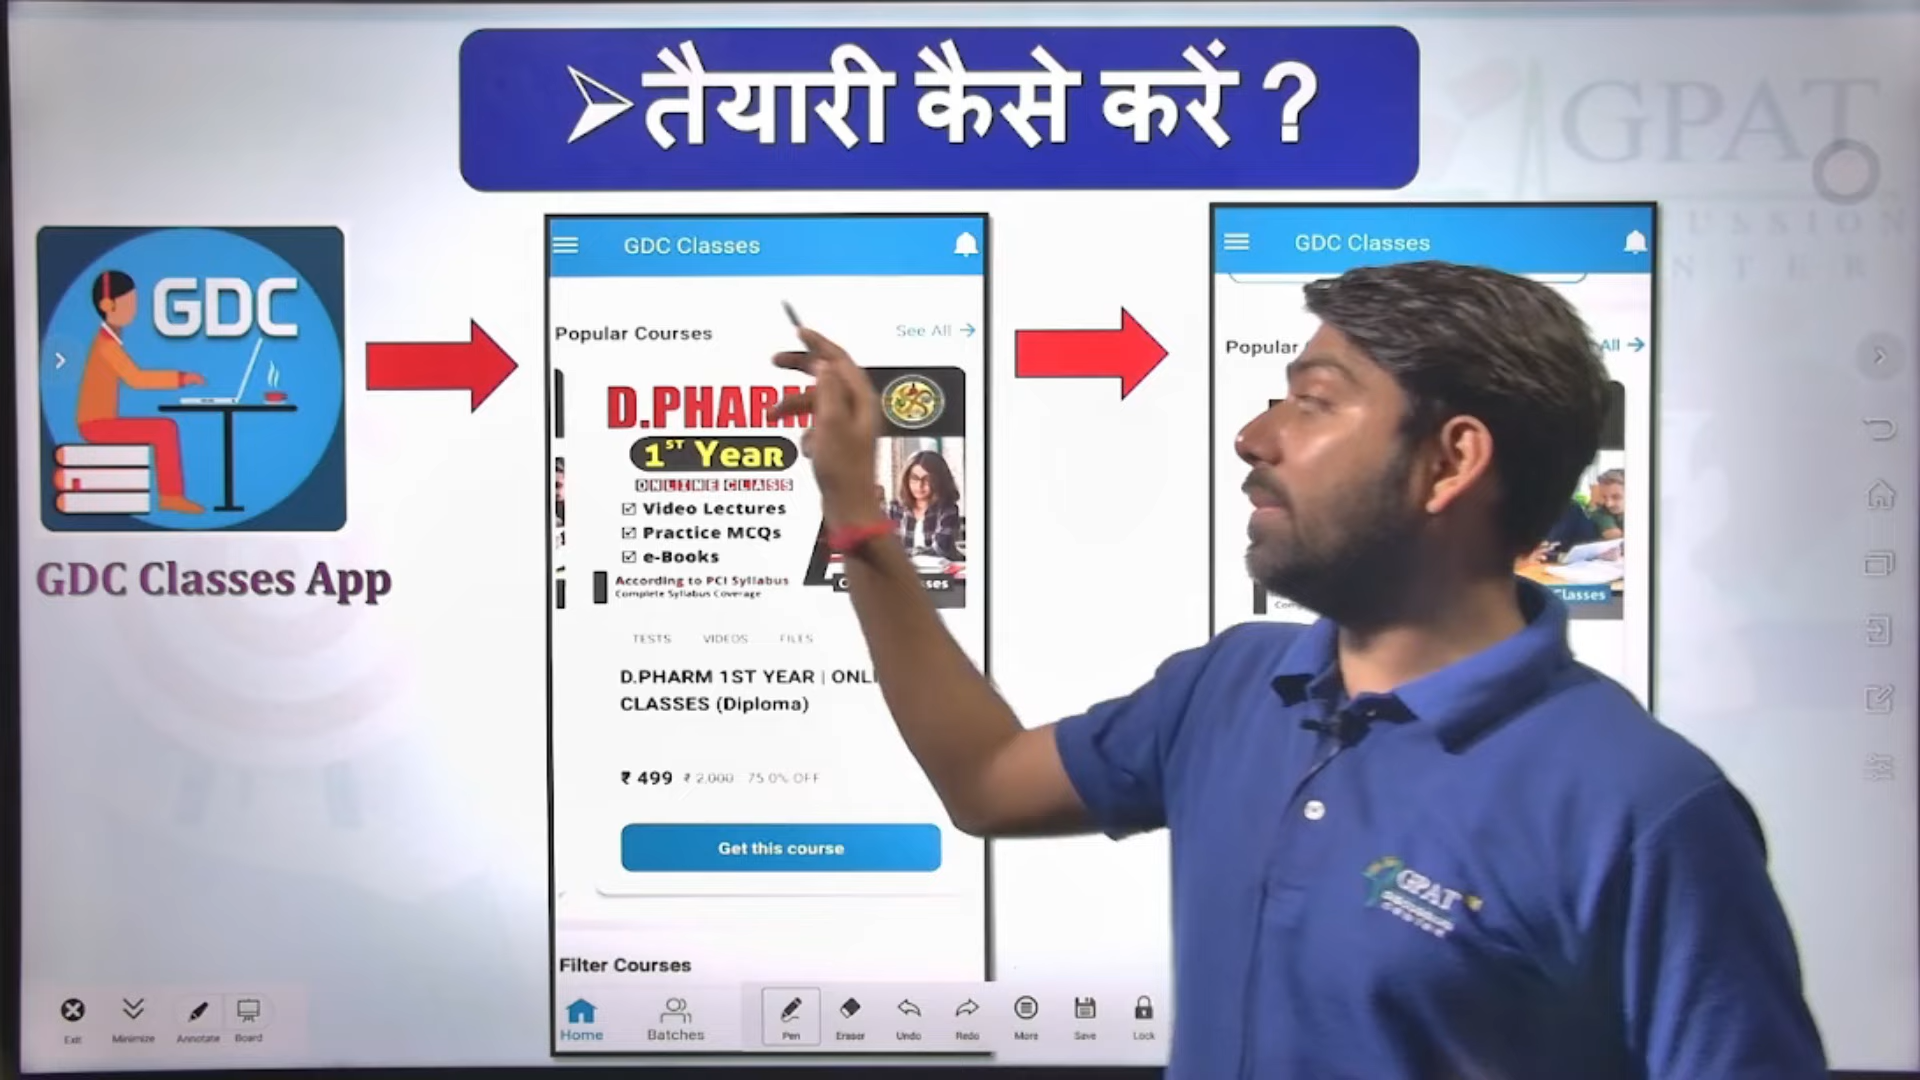 ➢तैयारी कैसे करें ?
GPAT
GDC
GDC Classes App
GDC Classes
Popular Courses
See All →
D.PHARM
1ST Year
ONLINE CLASS
☑ Video Lectures
☑ Practice MCQs
☑ e-Books
According to PCI Syllabus
Complete Syllabus Coverage
TESTS VIDEOS FILES
D.PHARM 1ST YEAR |
CLASSES (Diploma)
₹ 499 ₹ 2,000 75.0% OFF
Get this course
Filter Courses
Home
Batches
GDC Classes
Popular
All →
Classes
GPAT
Exit
Minimize
Annotate
Board
Pen
Eraser
Undo
Redo
More
Save
Lock